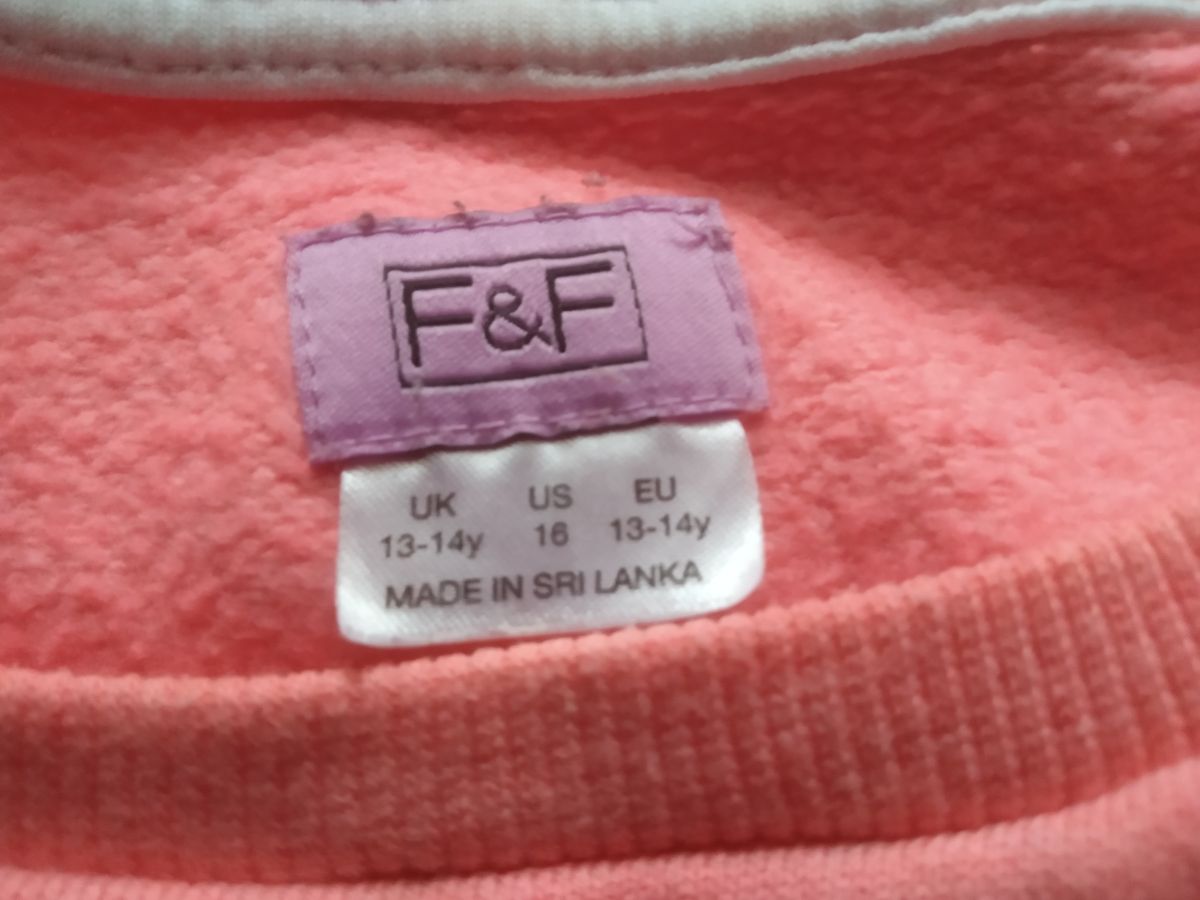 F&F
UK US EU
13-14y 16 13-14y
MADE IN SRI LANKA